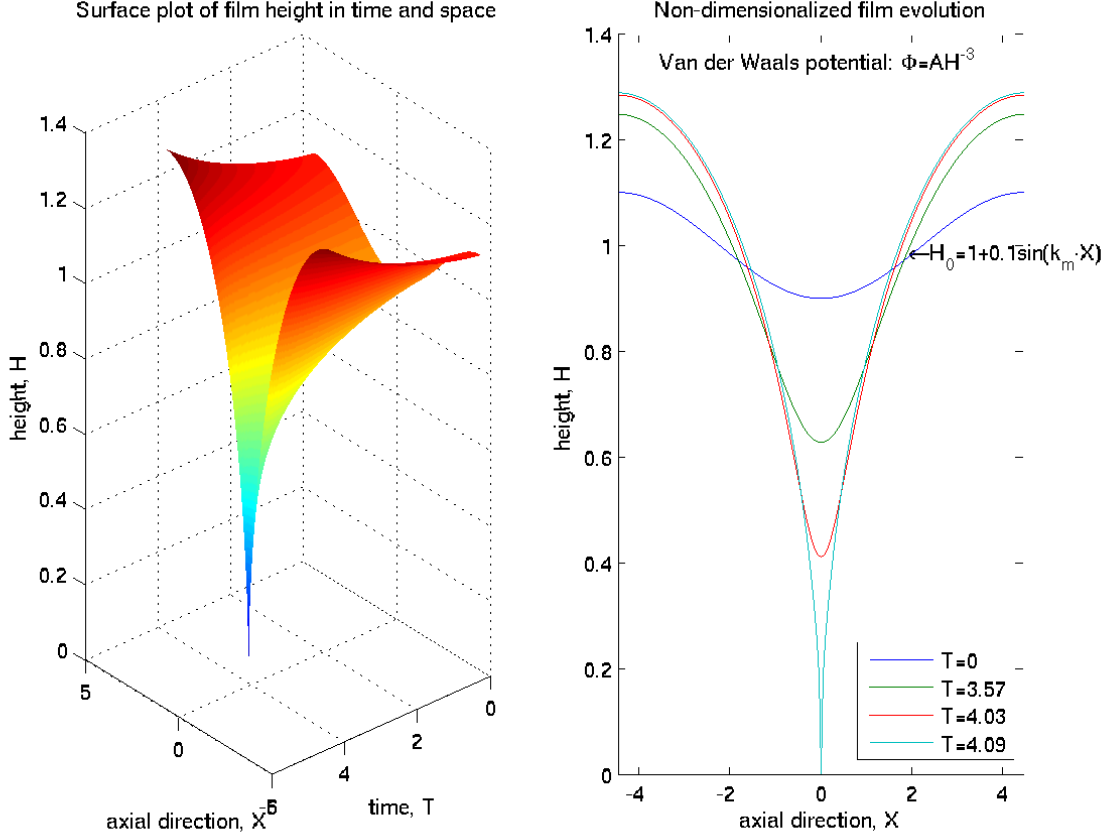 Surface plot of film height in time and space
1.4
1.2
1
0.8
0.6
0.4
0.2
0
height, H
5
0
-5
axial direction, X
6
4
2
0
time, T
Non-dimensionalized film evolution
Van der Waals potential: Φ=AH⁻³
←H₀=1+0.1sin(kₘ·X)
1.4
1.2
1
0.8
0.6
0.4
0.2
0
height, H
T=0
T=3.57
T=4.03
T=4.09
-4
-2
0
2
4
axial direction, X